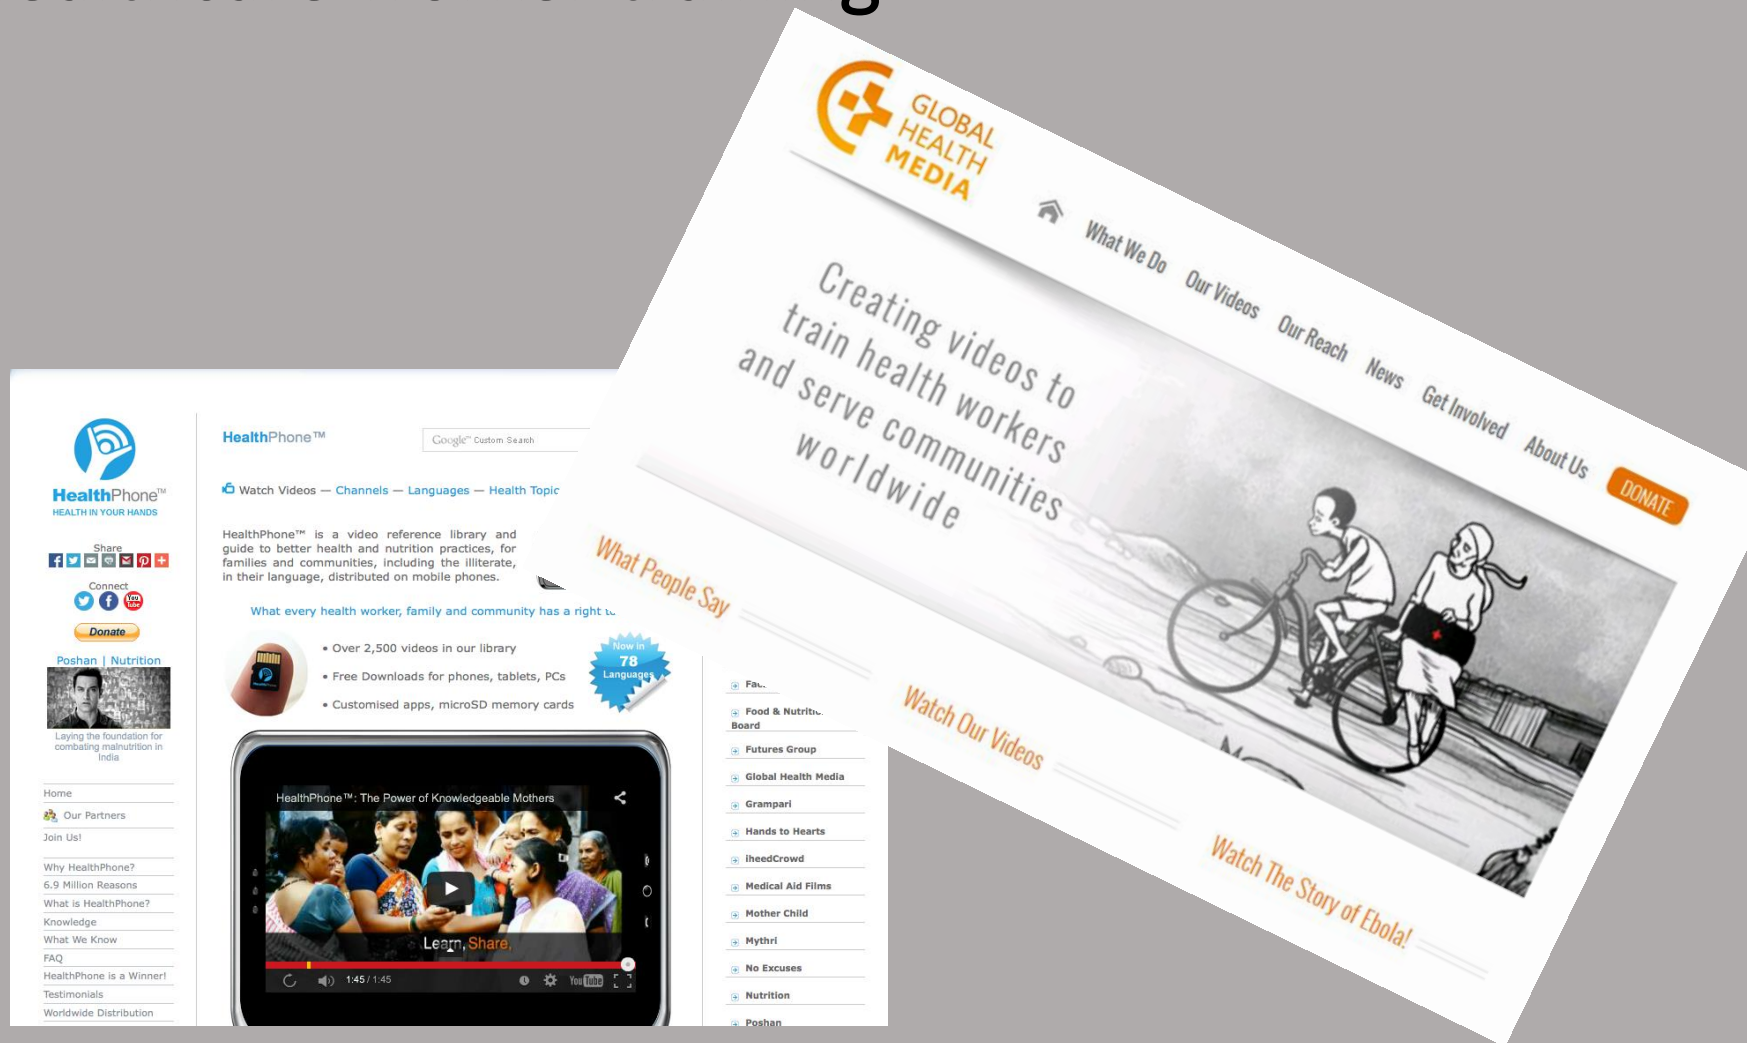 GLOBAL
HEALTH
MEDIA
What We Do
Our Videos
Our Reach
News
Get Involved
About Us
DONATE
Creating videos to
train health workers
and serve communities
worldwide
What People Say
Watch Our Videos
Watch The Story of Ebola!
HealthPhone™
HEALTH IN YOUR HANDS
Share
Connect
You
Tube
Donate
Poshan | Nutrition
Laying the foundation for
combating malnutrition in
India
Home
Our Partners
Join Us!
Why HealthPhone?
6.9 Million Reasons
What is HealthPhone?
Knowledge
What We Know
FAQ
HealthPhone is a Winner!
Testimonials
Worldwide Distribution
HealthPhone™
Google™ Custom Search
Watch Videos — Channels — Languages — Health Topic
HealthPhone™ is a video reference library and
guide to better health and nutrition practices, for
families and communities, including the illiterate,
in their language, distributed on mobile phones.
What every health worker, family and community has a right
• Over 2,500 videos in our library
• Free Downloads for phones, tablets, PCs
• Customised apps, microSD memory cards
Now in
78
Languages
HealthPhone™: The Power of Knowledgeable Mothers
Learn, Share,
1:45 / 1:45
YouTube
Food &
Board
Futures Group
Global Health Media
Grampari
Hands to Hearts
iheedCrowd
Medical Aid Films
Mother Child
Mythri
No Excuses
Nutrition
Poshan